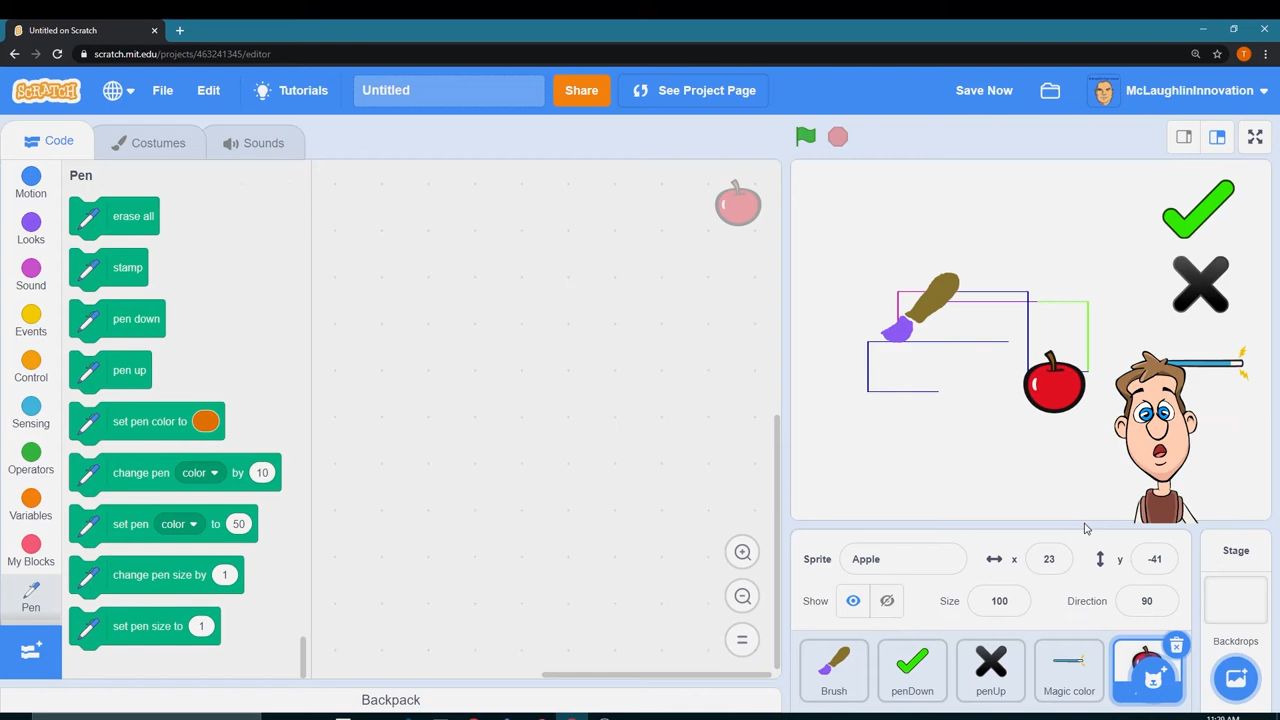 Untitled on Scratch
scratch.mit.edu/projects/463241345/editor
T
SCRATCH
File
Edit
Tutorials
Untitled
Share
See Project Page
Save Now
McLaughlinInnovation
Code
Costumes
Sounds
Motion
Looks
Sound
Events
Control
Sensing
Operators
Variables
My Blocks
Pen
Pen
erase all
stamp
pen down
pen up
set pen color to
change pen color by 10
set pen color to 50
change pen size by 1
set pen size to 1
Backpack
Sprite Apple x 23 y -41
Show Size 100 Direction 90
Brush
penDown
penUp
Magic color
Stage
Backdrops